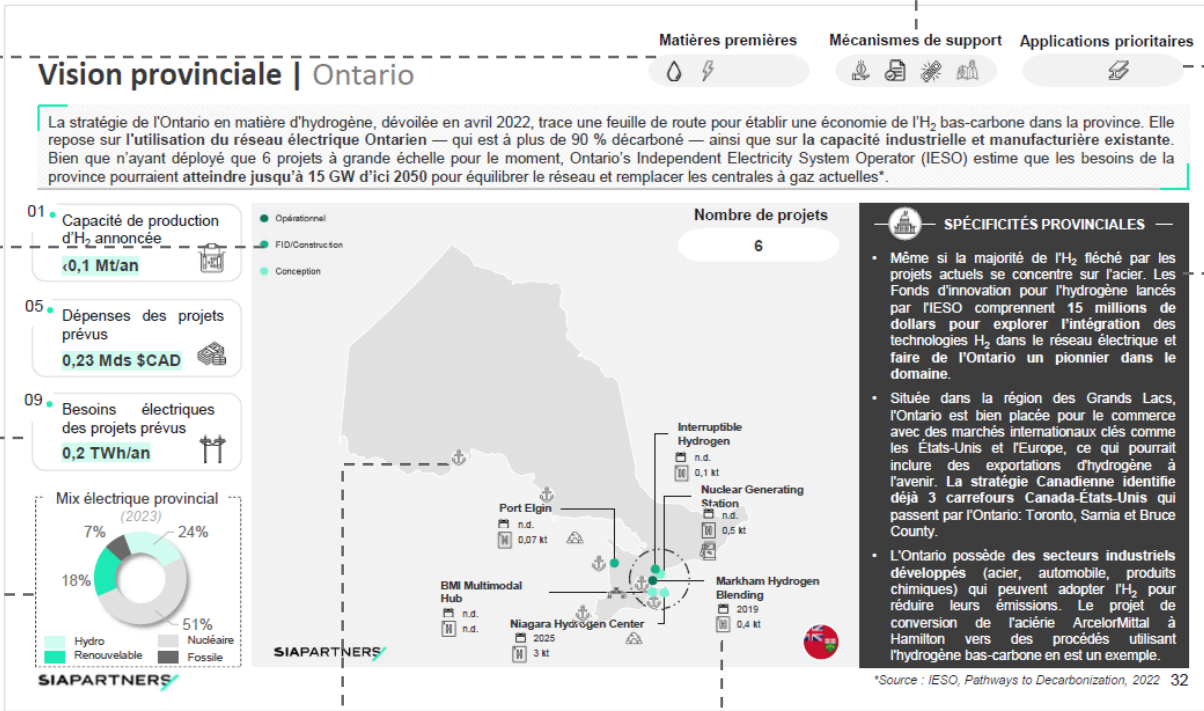 Matières premières
Mécanismes de support
Applications prioritaires
Vision provinciale | Ontario
La stratégie de l'Ontario en matière d'hydrogène, dévoilée en avril 2022, trace une feuille de route pour établir une économie de l'H2 bas-carbone dans la province. Elle
repose sur l'utilisation du réseau électrique Ontarien — qui est à plus de 90 % décarboné — ainsi que sur la capacité industrielle et manufacturière existante.
Bien que n'ayant déployé que 6 projets à grande échelle pour le moment, Ontario's Independent Electricity System Operator (IESO) estime que les besoins de la
province pourraient atteindre jusqu'à 15 GW d'ici 2050 pour équilibrer le réseau et remplacer les centrales à gaz actuelles*.
01
Capacité de production
d'H2 annoncée
<0,1 Mt/an
05
Dépenses des projets
prévus
0,23 Mds $CAD
09
Besoins électriques
des projets prévus
0,2 TWh/an
Mix électrique provincial
(2023)
7%
24%
18%
51%
Hydro
Nucléaire
Renouvelable
Fossile
SIAPARTNERS
Opérationnel
FID/Construction
Conception
Nombre de projets
6
Interruptible
Hydrogen
n.d.
0,1 kt
Nuclear Generating
Station
n.d.
0,5 kt
Port Elgin
n.d.
0,07 kt
BMI Multimodal
Hub
n.d.
n.d.
Markham Hydrogen
Blending
2019
0,4 kt
Niagara Hydrogen Center
2025
3 kt
SIAPARTNERS
SPÉCIFICITÉS PROVINCIALES
• Même si la majorité de l'H2 fléché par les
projets actuels se concentre sur l'acier. Les
Fonds d'innovation pour l'hydrogène lancés
par l'IESO comprennent 15 millions de
dollars pour explorer l'intégration des
technologies H2 dans le réseau électrique et
faire de l'Ontario un pionnier dans le
domaine.
• Située dans la région des Grands Lacs,
l'Ontario est bien placée pour le commerce
avec des marchés internationaux clés comme
les États-Unis et l'Europe, ce qui pourrait
inclure des exportations d'hydrogène à
l'avenir. La stratégie Canadienne identifie
déjà 3 carrefours Canada-États-Unis qui
passent par l'Ontario: Toronto, Sarnia et Bruce
County.
• L'Ontario possède des secteurs industriels
développés (acier, automobile, produits
chimiques) qui peuvent adopter l'H2 pour
réduire leurs émissions. Le projet de
conversion de l'aciérie ArcelorMittal à
Hamilton vers des procédés utilisant
l'hydrogène bas-carbone en est un exemple.
*Source : IESO, Pathways to Decarbonization, 2022 32